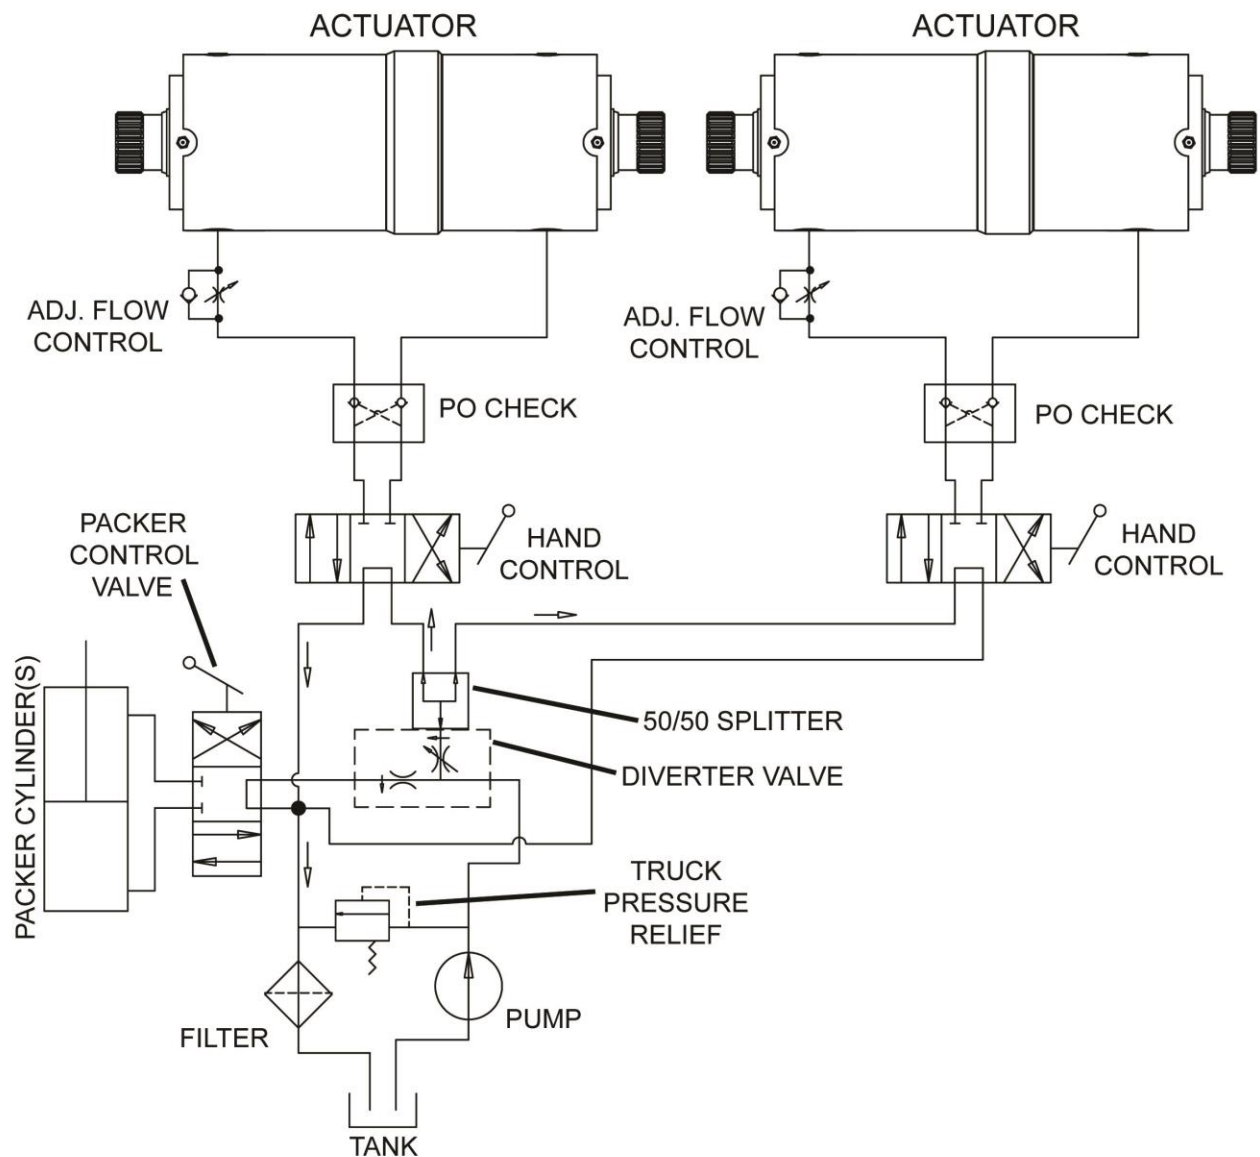 ACTUATOR
ACTUATOR
ADJ. FLOW
CONTROL
ADJ. FLOW
CONTROL
PO CHECK
PO CHECK
PACKER
CONTROL
VALVE
HAND
CONTROL
HAND
CONTROL
PACKER CYLINDER(S)
50/50 SPLITTER
DIVERTER VALVE
TRUCK
PRESSURE
RELIEF
PUMP
FILTER
TANK